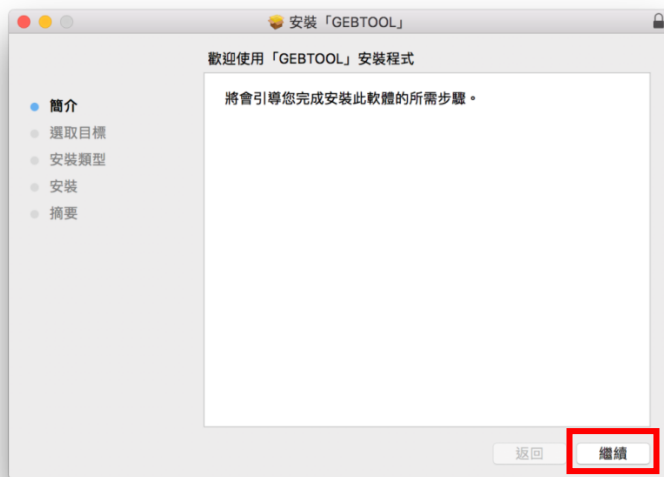 安裝「GEBTOOL」
歡迎使用「GEBTOOL」安裝程式
將會引導您完成安裝此軟體的所需步驟。
簡介
選取目標
安裝類型
安裝
摘要
返回
繼續